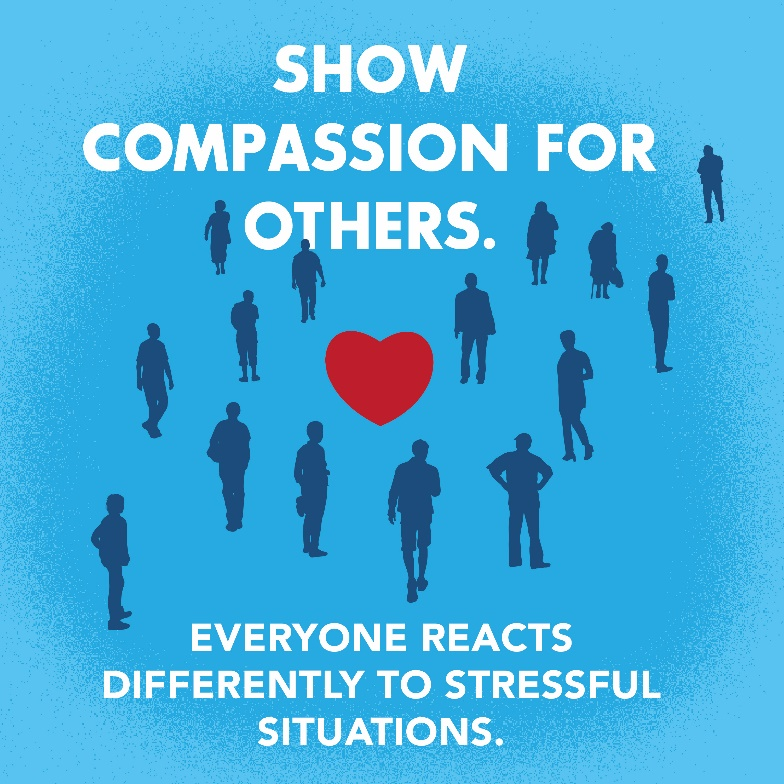 SHOW
COMPASSION FOR
OTHERS.
EVERYONE REACTS
DIFFERENTLY TO STRESSFUL
SITUATIONS.